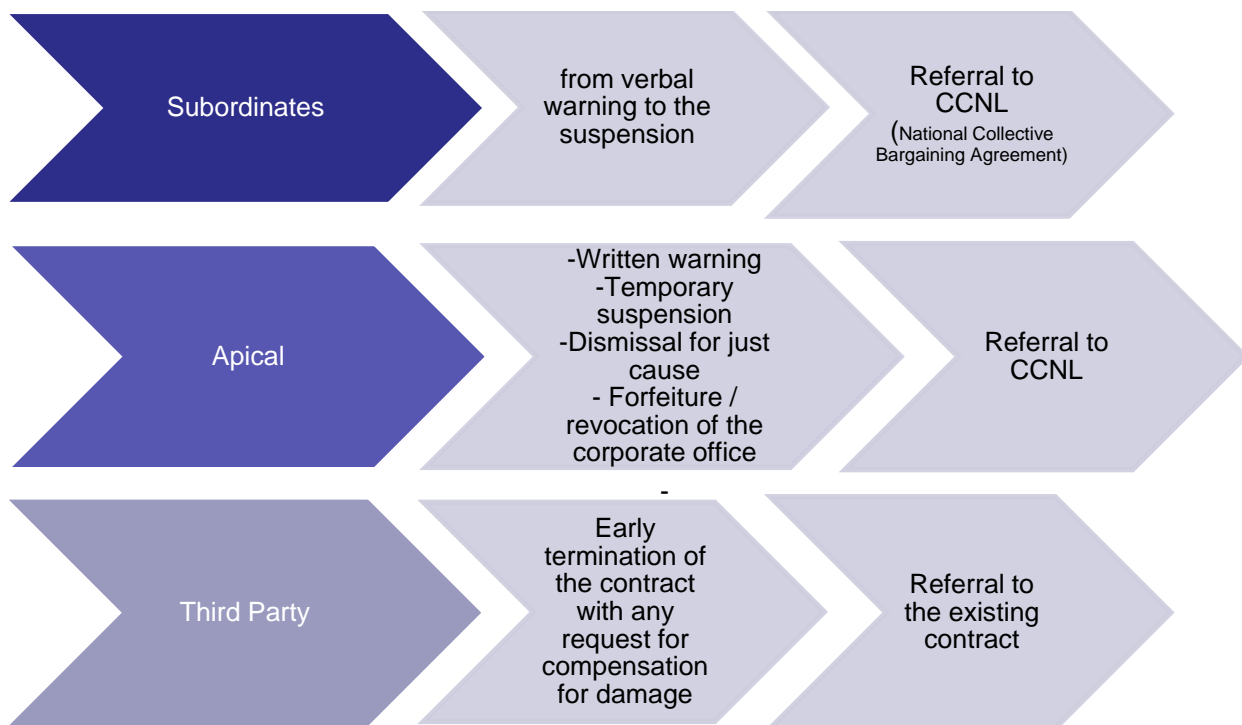 Subordinates
from verbal
warning to the
suspension
Referral to
CCNL
(National Collective
Bargaining Agreement)
Apical
-Written warning
-Temporary
suspension
-Dismissal for just
cause
- Forfeiture /
revocation of the
corporate office
-
Referral to
CCNL
Third Party
Early
termination of
the contract
with any
request for
compensation
for damage
Referral to
the existing
contract